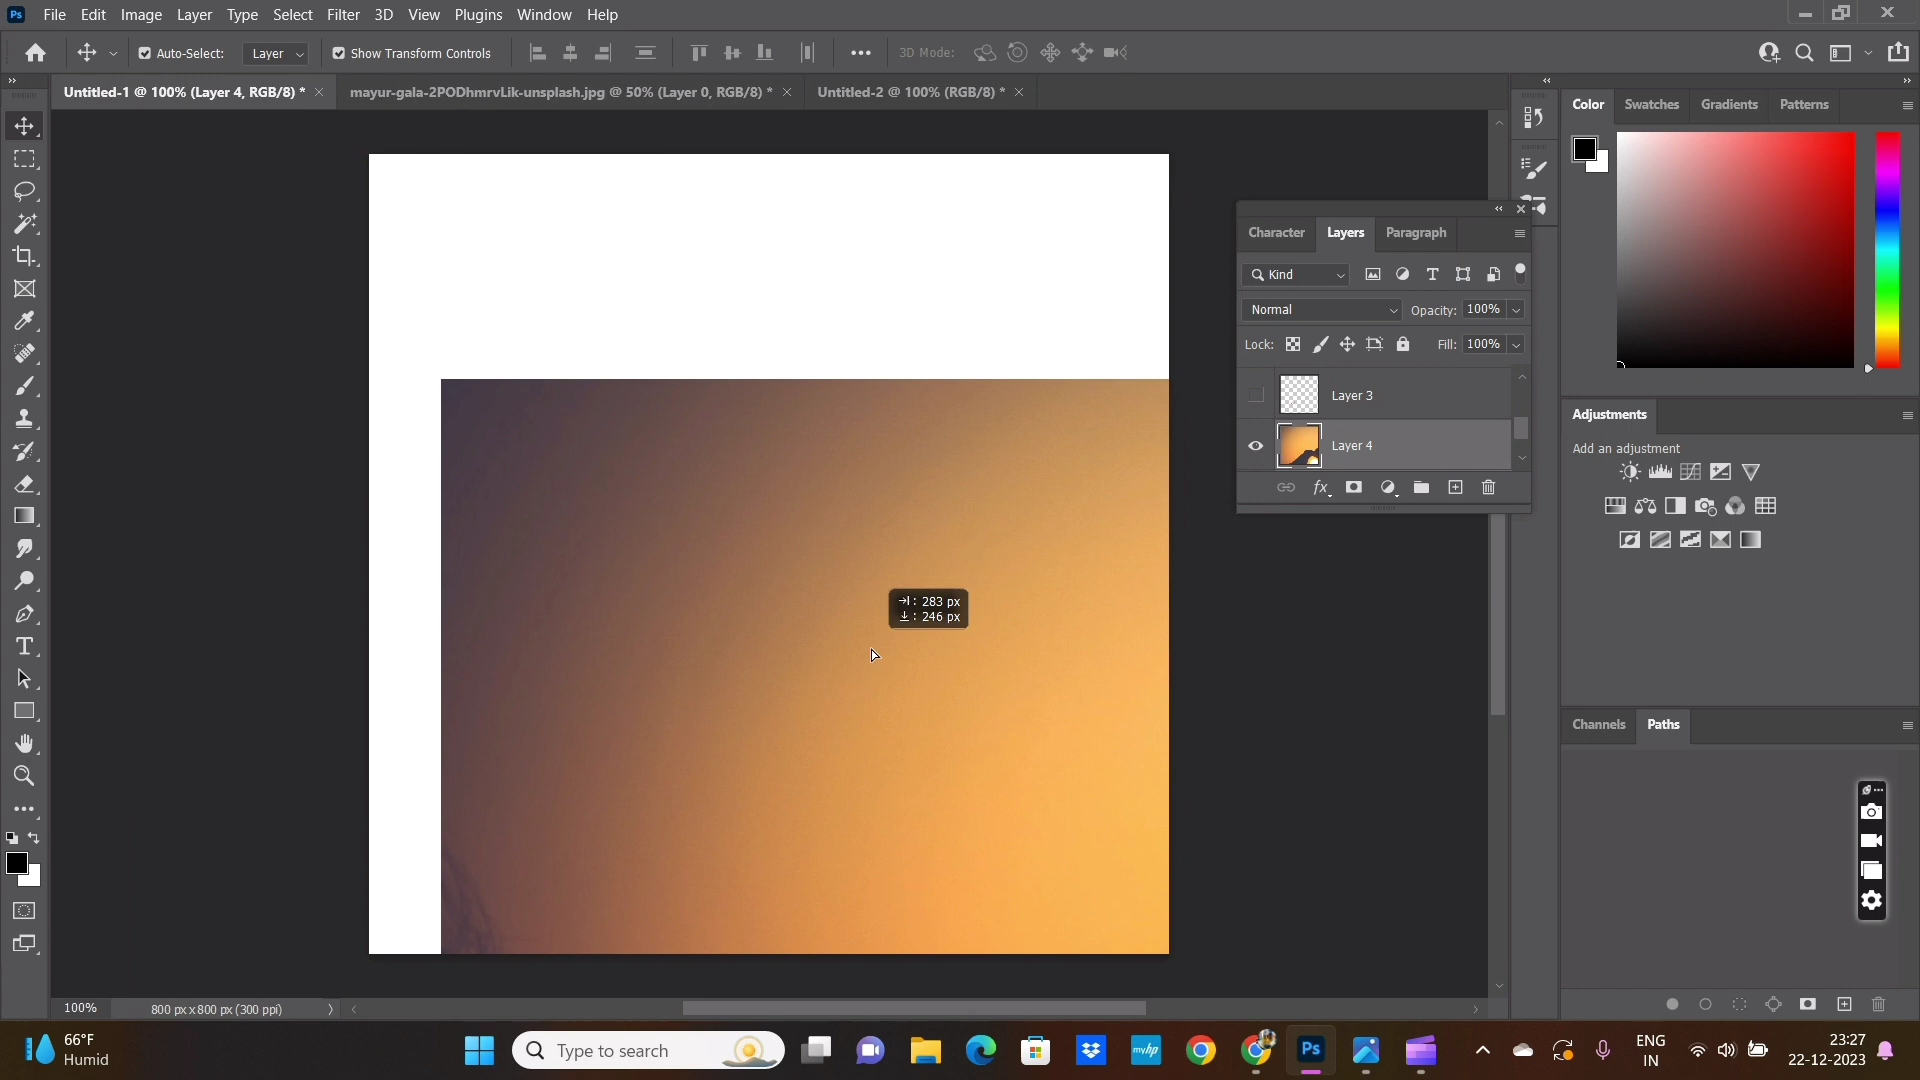 Ps File Edit Image Layer Type Select Filter 3D View Plugins Window Help
Auto-Select: Layer Show Transform Controls 3D Mode:
Untitled-1 @ 100% (Layer 4, RGB/8) * mayur-gala-2PODhmrvLik-unsplash.jpg @ 50% (Layer 0, RGB/8) * Untitled-2 @ 100% (RGB/8) *
Color Swatches Gradients Patterns
Character Layers Paragraph
Kind
Normal Opacity: 100%
Lock: Fill: 100%
Layer 3
Layer 4
Adjustments
Add an adjustment
: 283 px
: 246 px
Channels Paths
100% 800 px x 800 px (300 ppi)
66°F
Humid
Type to search
myhp
Ps
ENG
IN
23:27
22-12-2023